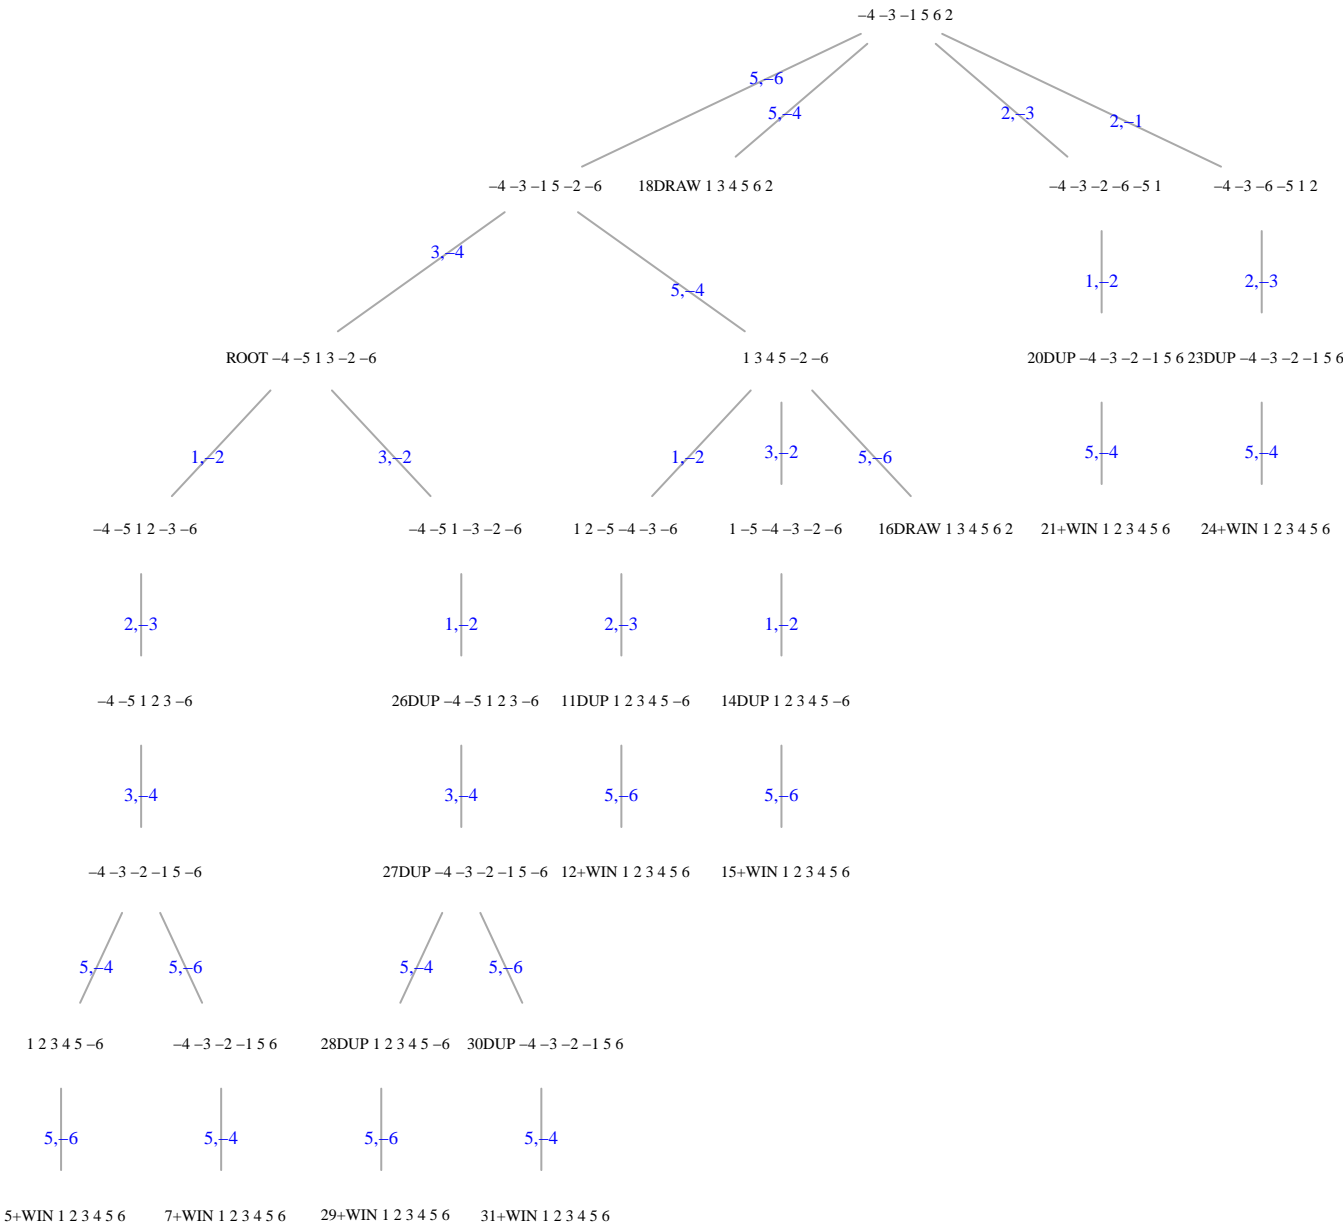 −4 −3 −1 5 6 2
5,−6
5,−4
2,−3
2,−1
−4 −3 −1 5 −2 −6
18DRAW 1 3 4 5 6 2
−4 −3 −2 −6 −5 1
−4 −3 −6 −5 1 2
3,−4
5,−4
1,−2
2,−3
ROOT −4 −5 1 3 −2 −6
1 3 4 5 −2 −6
20DUP −4 −3 −2 −1 5 6
23DUP −4 −3 −2 −1 5 6
1,−2
3,−2
1,−2
3,−2
5,−6
5,−4
5,−4
−4 −5 1 2 −3 −6
−4 −5 1 −3 −2 −6
1 2 −5 −4 −3 −6
1 −5 −4 −3 −2 −6
16DRAW 1 3 4 5 6 2
21+WIN 1 2 3 4 5 6
24+WIN 1 2 3 4 5 6
2,−3
1,−2
2,−3
1,−2
−4 −5 1 2 3 −6
26DUP −4 −5 1 2 3 −6
11DUP 1 2 3 4 5 −6
14DUP 1 2 3 4 5 −6
3,−4
3,−4
5,−6
5,−6
−4 −3 −2 −1 5 −6
27DUP −4 −3 −2 −1 5 −6
12+WIN 1 2 3 4 5 6
15+WIN 1 2 3 4 5 6
5,−4
5,−6
5,−4
5,−6
1 2 3 4 5 −6
−4 −3 −2 −1 5 6
28DUP 1 2 3 4 5 −6
30DUP −4 −3 −2 −1 5 6
5,−6
5,−4
5,−6
5,−4
5+WIN 1 2 3 4 5 6
7+WIN 1 2 3 4 5 6
29+WIN 1 2 3 4 5 6
31+WIN 1 2 3 4 5 6